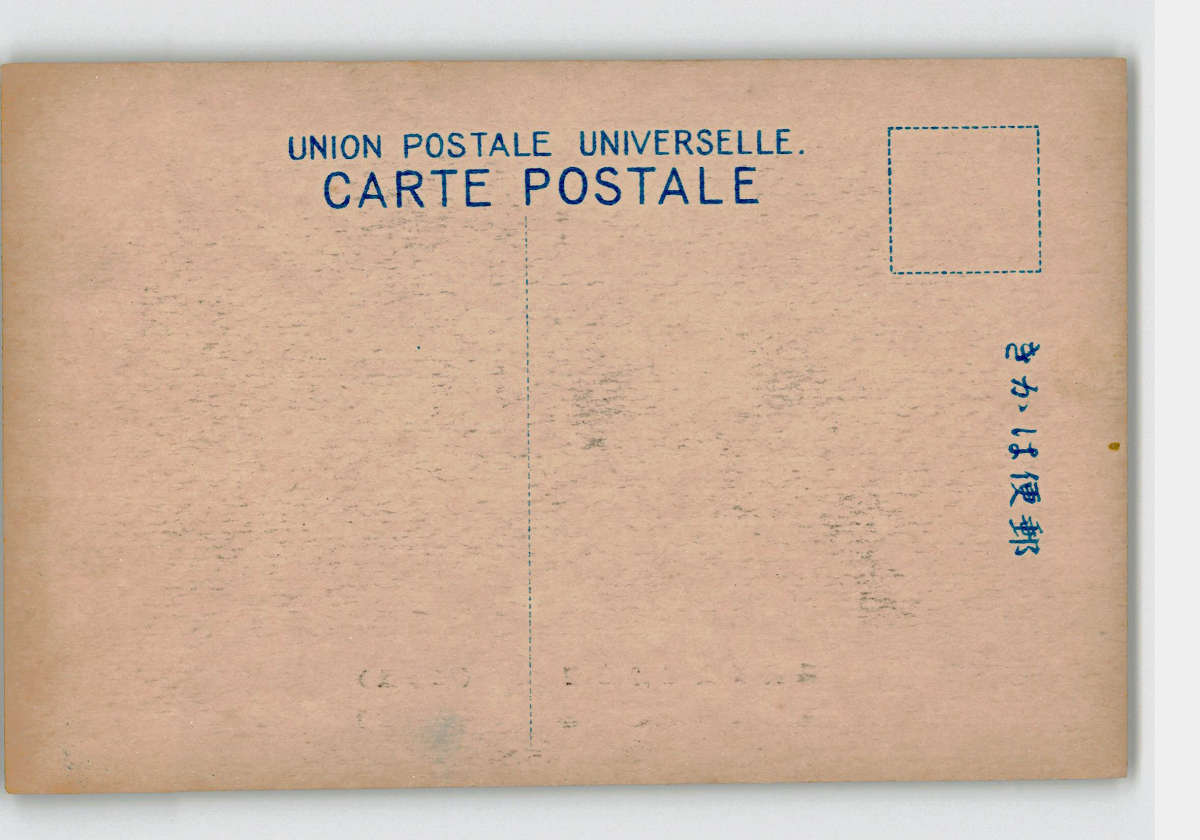 UNION POSTALE UNIVERSELLE.
CARTE POSTALE
郵便はかき